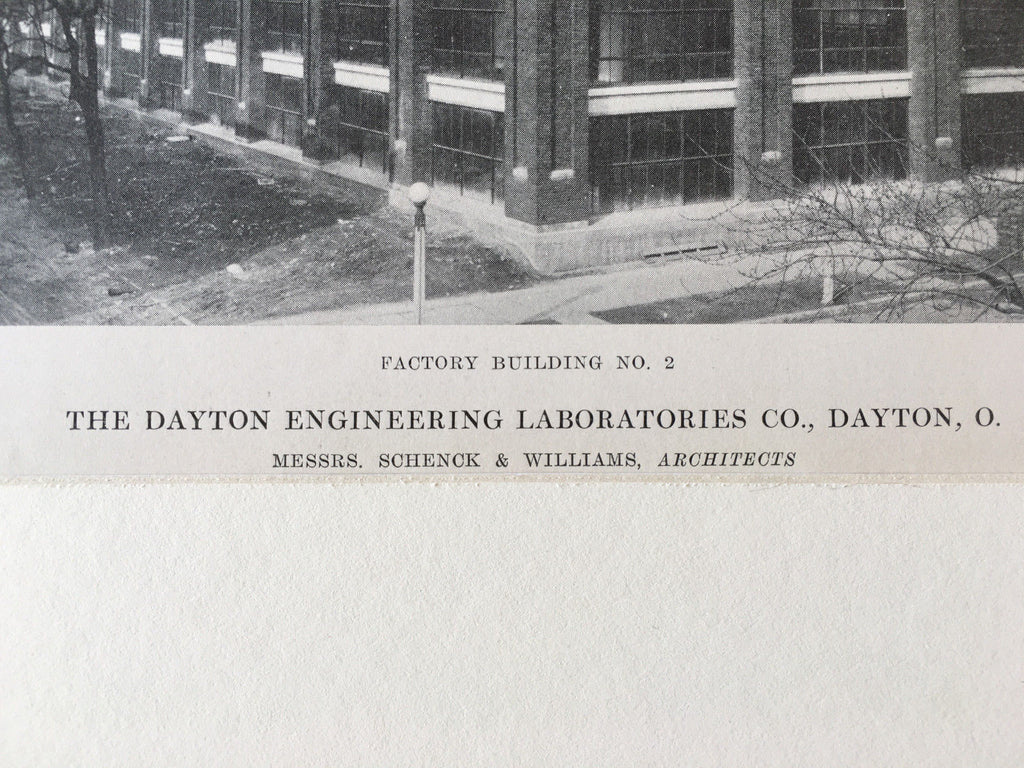 FACTORY BUILDING NO. 2
THE DAYTON ENGINEERING LABORATORIES CO., DAYTON, O.
MESSRS. SCHENCK & WILLIAMS, ARCHITECTS